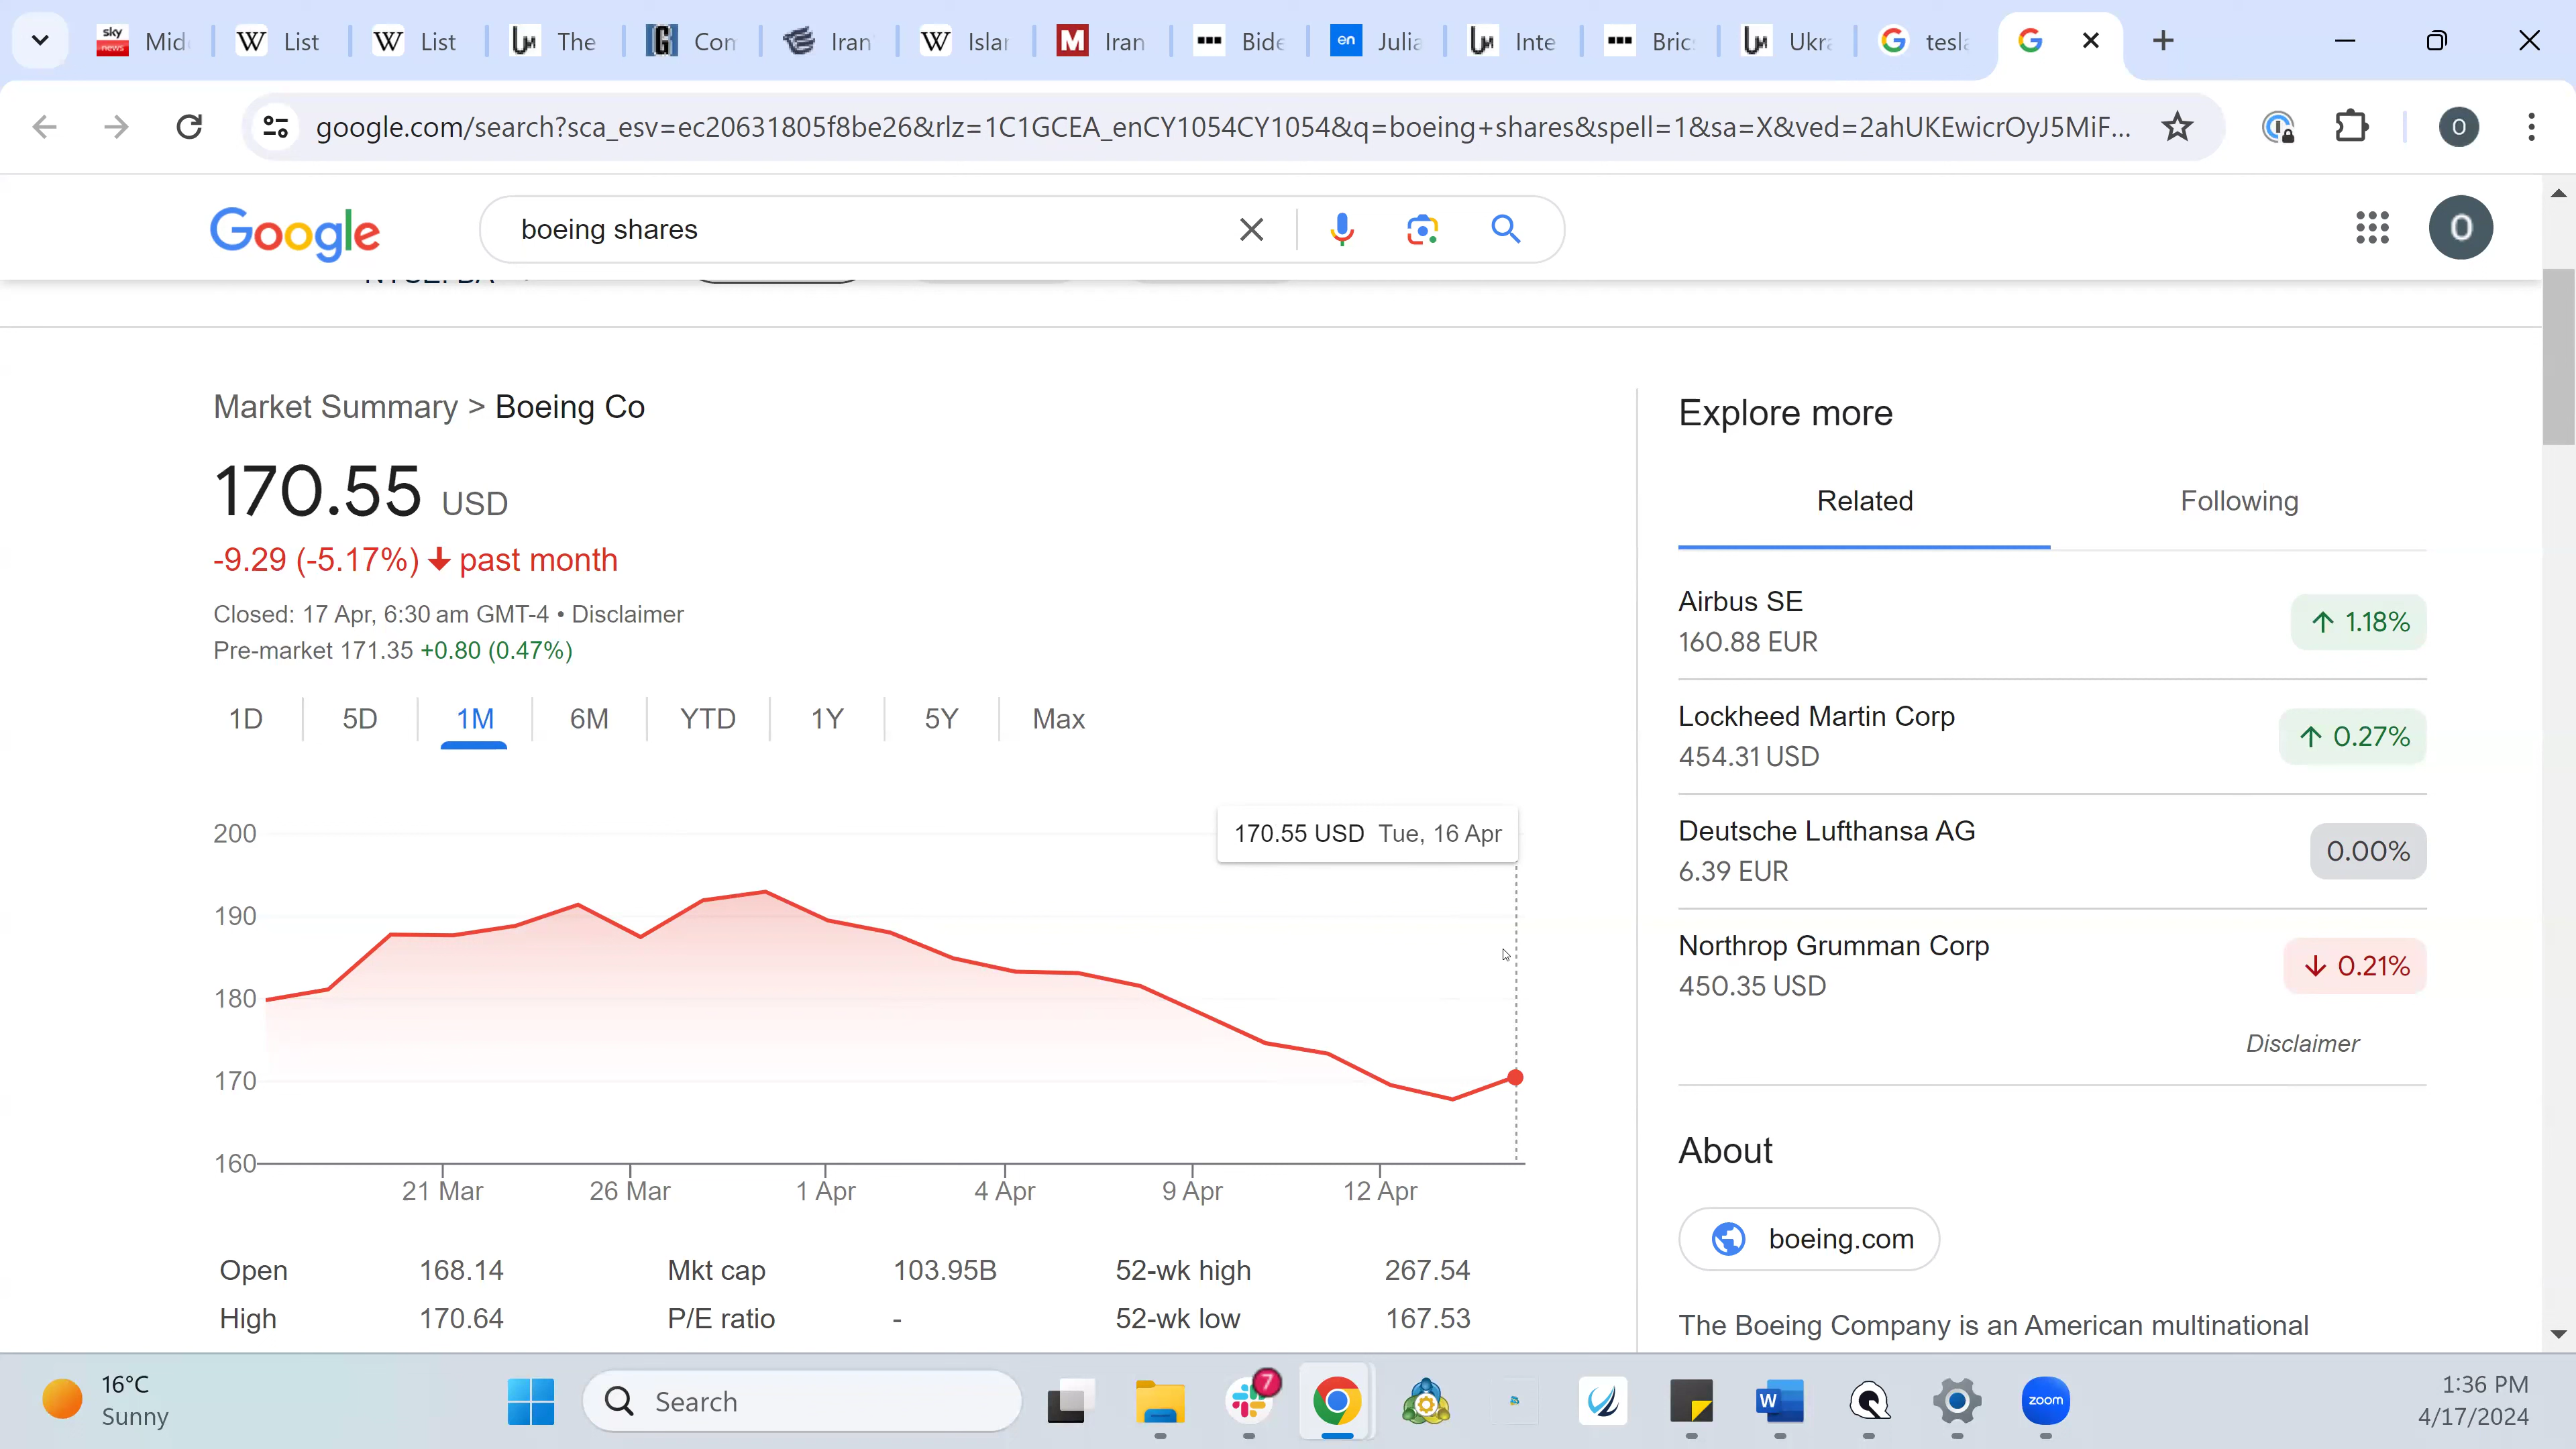 sky news Mid
W List
W List
The
G Con
Iran
W Islar
M Iran
Bide
en Julia
Inte
Bric
Ukra
tesla
google.com/search?sca_esv=ec20631805f8be26&rlz=1C1GCEA_enCY1054CY1054&q=boeing+shares&spell=1&sa=X&ved=2ahUKEwicrOyJ5MiF...
O
Google
boeing shares
O
Market Summary > Boeing Co
170.55 USD
-9.29 (-5.17%) ↓ past month
Closed: 17 Apr, 6:30 am GMT-4 • Disclaimer
Pre-market 171.35 +0.80 (0.47%)
1D 5D 1M 6M YTD 1Y 5Y Max
170.55 USD Tue, 16 Apr
200
190
180
170
160
21 Mar 26 Mar 1 Apr 4 Apr 9 Apr 12 Apr
Open 168.14 Mkt cap 103.95B 52-wk high 267.54
High 170.64 P/E ratio - 52-wk low 167.53
Explore more
Related Following
Airbus SE
160.88 EUR
↑ 1.18%
Lockheed Martin Corp
454.31 USD
↑ 0.27%
Deutsche Lufthansa AG
6.39 EUR
0.00%
Northrop Grumman Corp
450.35 USD
↓ 0.21%
Disclaimer
About
boeing.com
The Boeing Company is an American multinational
16°C
Sunny
Search
7
W
zoom
1:36 PM
4/17/2024